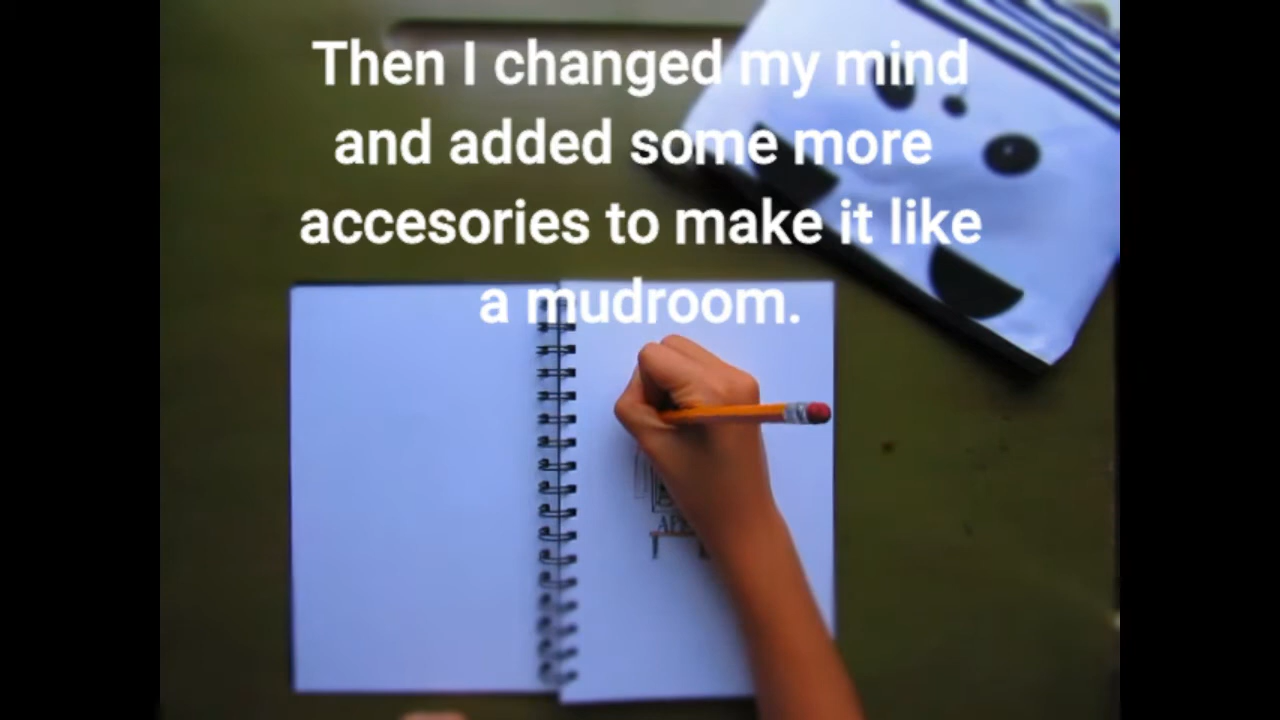 Then I changed my mind
and added some more
accesories to make it like
a mudroom.